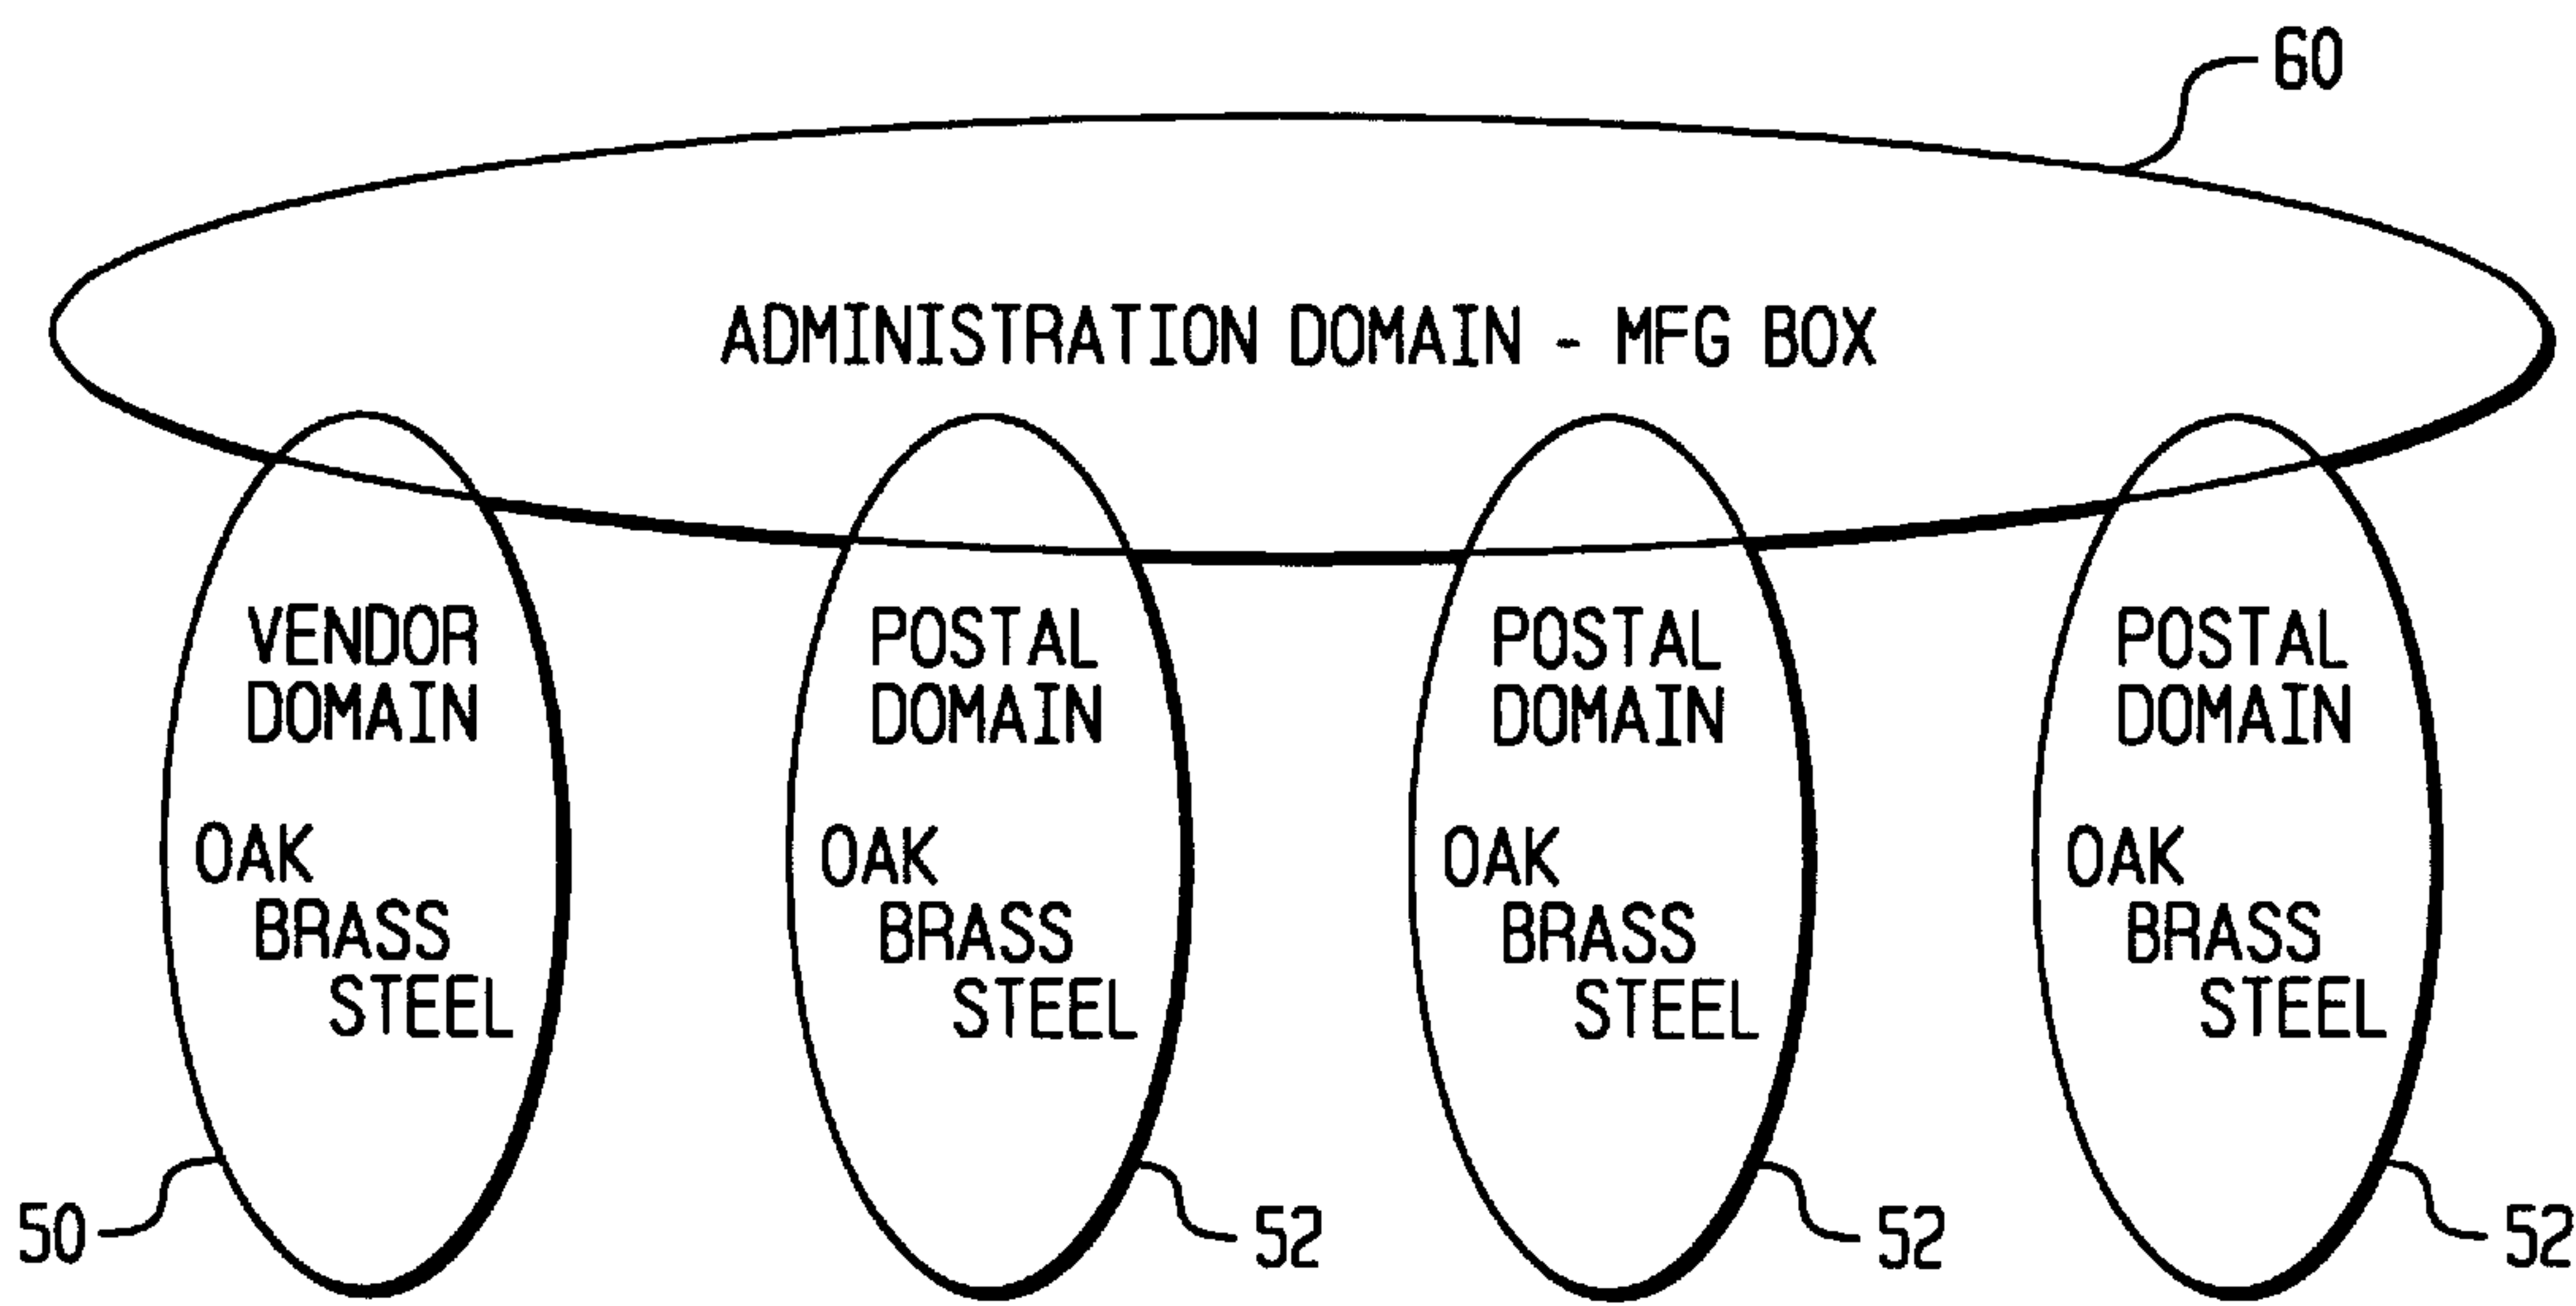 60
ADMINISTRATION DOMAIN - MFG BOX
VENDOR
DOMAIN
OAK
BRASS
STEEL
50
POSTAL
DOMAIN
OAK
BRASS
STEEL
52
POSTAL
DOMAIN
OAK
BRASS
STEEL
52
POSTAL
DOMAIN
OAK
BRASS
STEEL
52